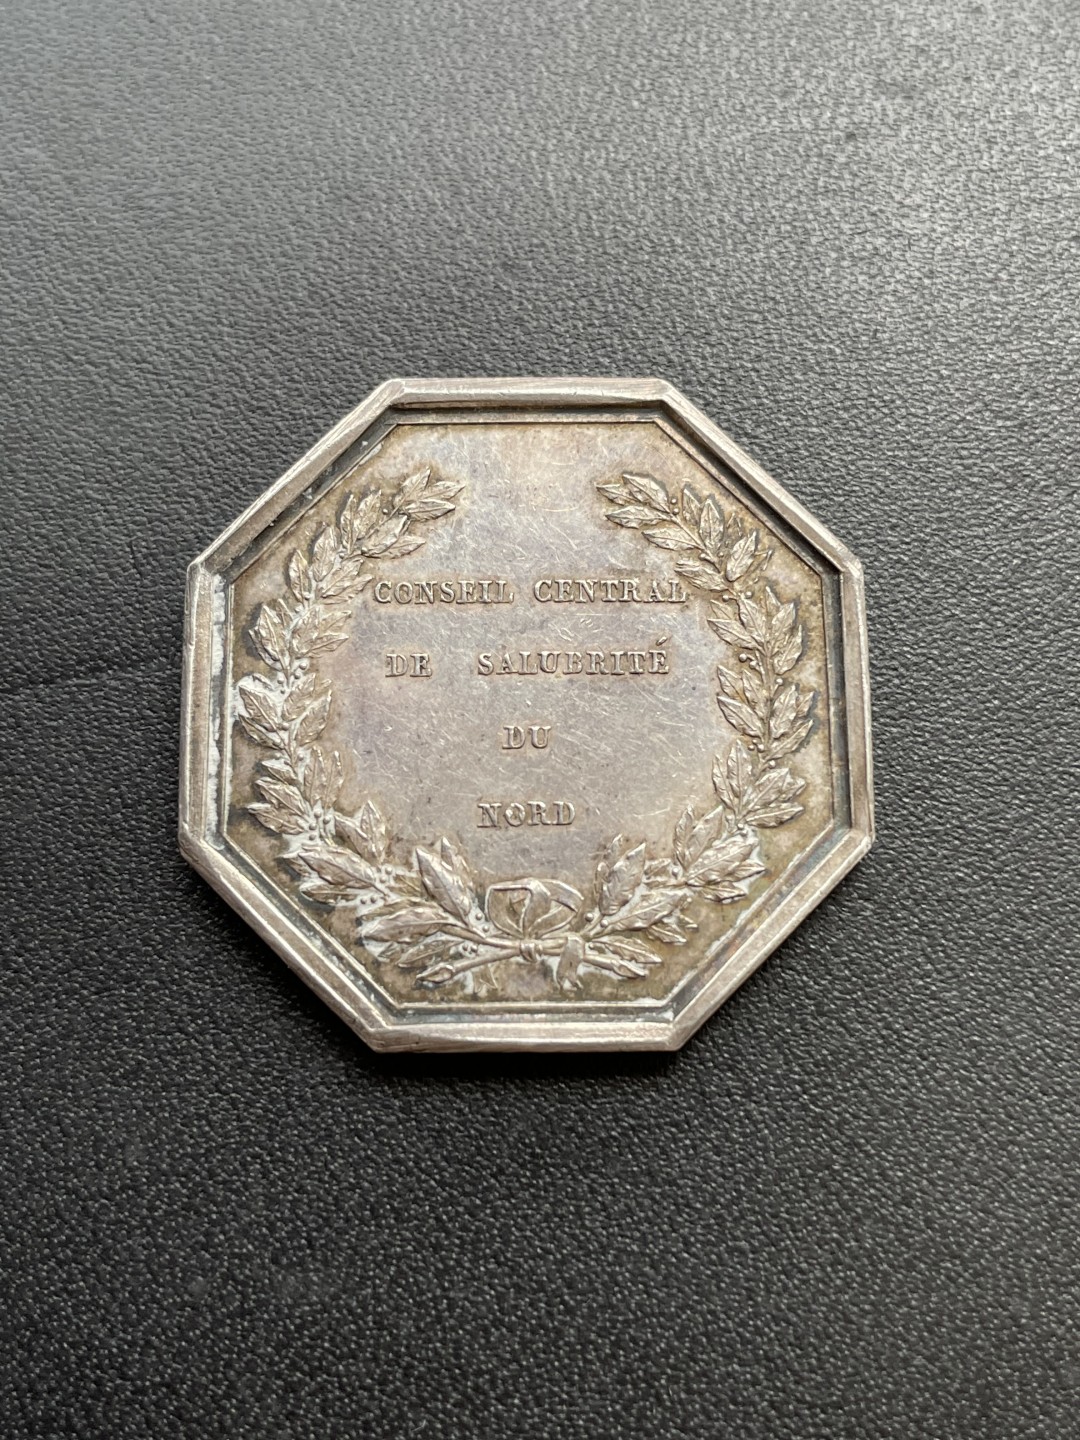 CONSEIL CENTRAL
DE SALUBRITÉ
DU
NORD